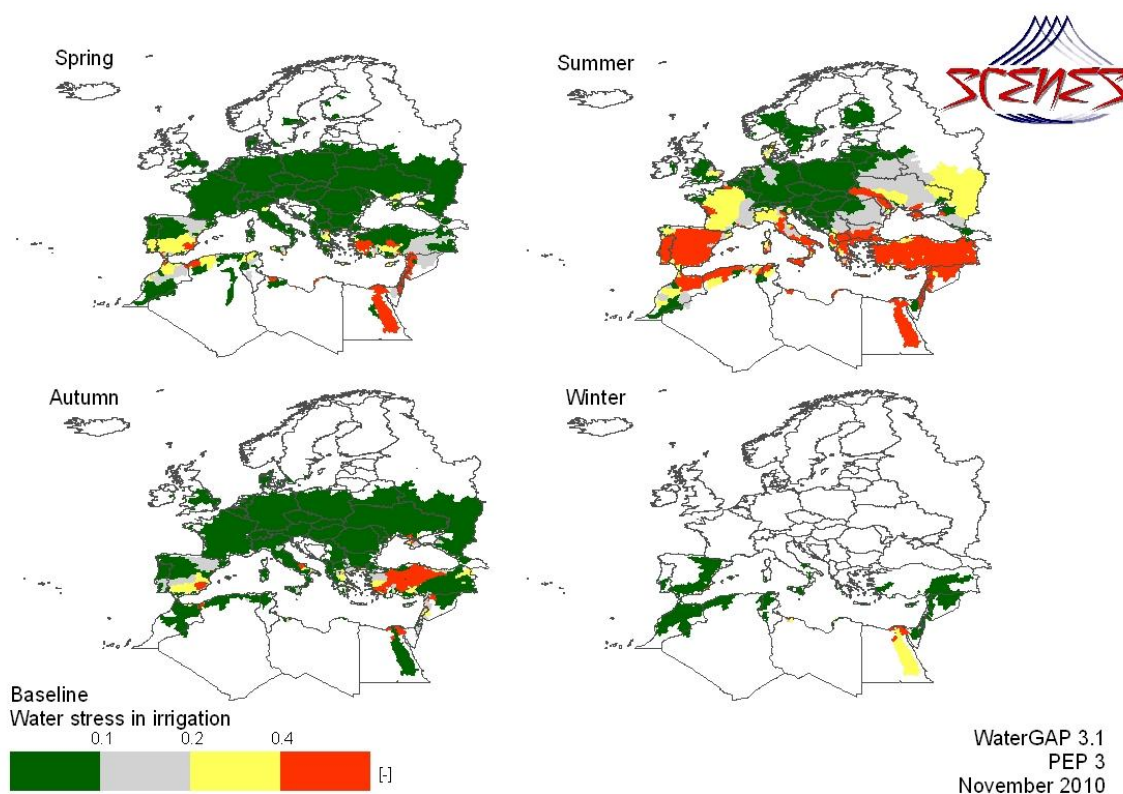 Spring
Summer
SCENES
Autumn
Winter
Baseline
Water stress in irrigation
0.1 0.2 0.4
[-]
WaterGAP 3.1
PEP 3
November 2010